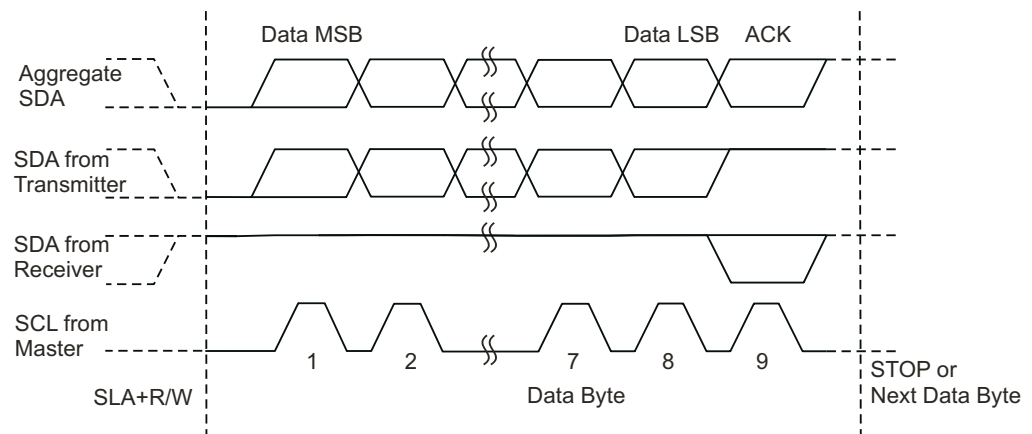 Data MSB
Data LSB
ACK
Aggregate
SDA
SDA from
Transmitter
SDA from
Receiver
SCL from
Master
1
2
7
8
9
SLA+R/W
Data Byte
STOP or
Next Data Byte